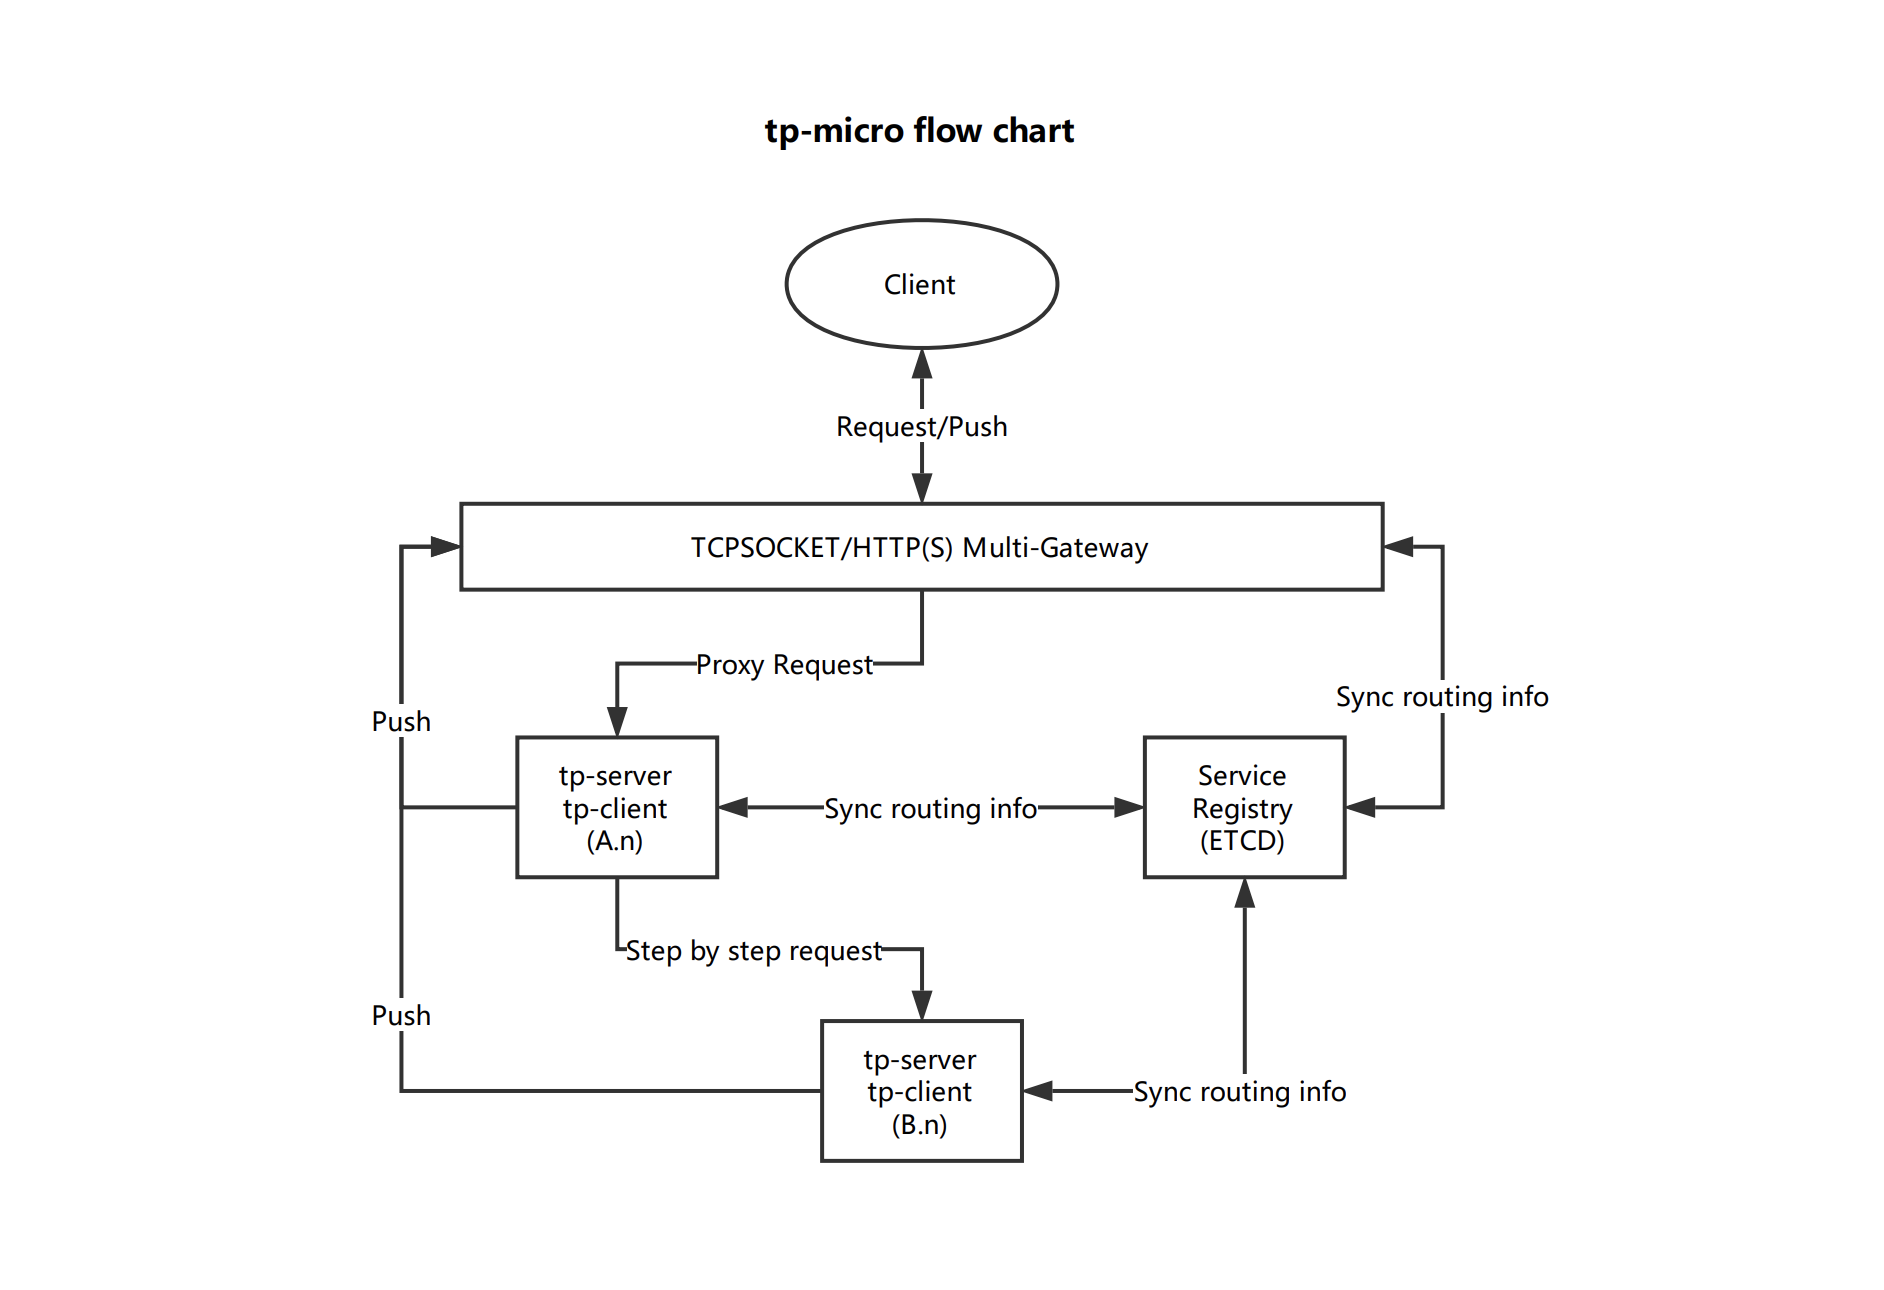 tp-micro flow chart
Client
Request/Push
TCPSOCKET/HTTP(S) Multi-Gateway
Proxy Request
Sync routing info
Push
tp-server
tp-client
(A.n)
Sync routing info
Service
Registry
(ETCD)
Step by step request
Push
tp-server
tp-client
(B.n)
Sync routing info